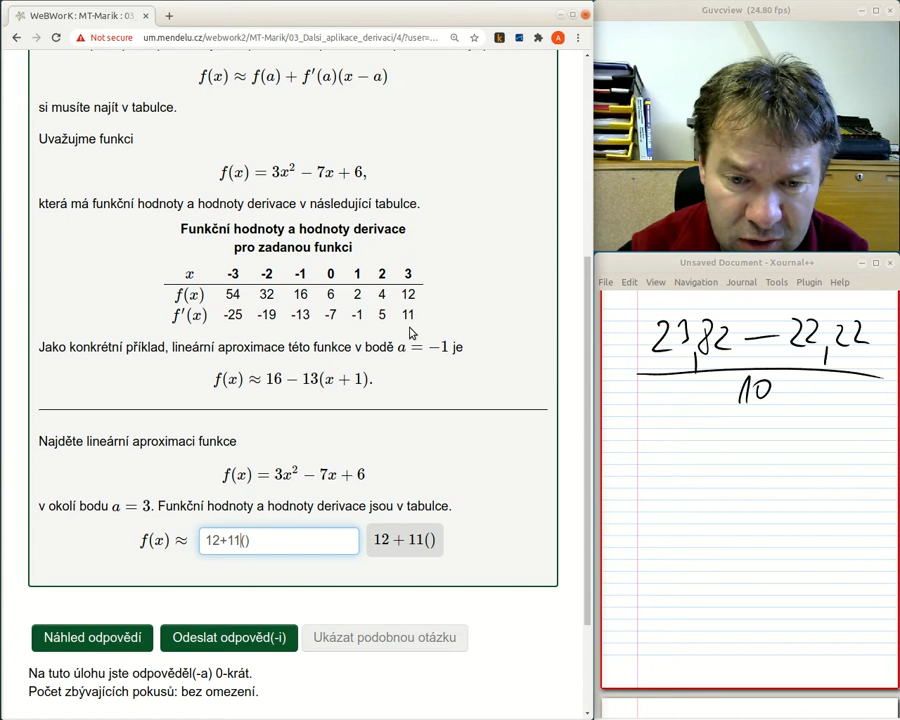 WeBWorK : MT-Marik : 03
Not secure
um.mendelu.cz/webwork2/MT-Marik/03_Dalsi_aplikace_derivaci/4/?user=...
f(x) ≈ f(a) + f′(a)(x − a)
si musíte najít v tabulce.
Uvažujme funkci
f(x) = 3x² − 7x + 6,
která má funkční hodnoty a hodnoty derivace v následující tabulce.
Funkční hodnoty a hodnoty derivace
pro zadanou funkci
x -3 -2 -1 0 1 2 3
f(x) 54 32 16 6 2 4 12
f′(x) -25 -19 -13 -7 -1 5 11
Jako konkrétní příklad, lineární aproximace této funkce v bodě a = −1 je
f(x) ≈ 16 − 13(x + 1).
Najděte lineární aproximaci funkce
f(x) = 3x² − 7x + 6
v okolí bodu a = 3. Funkční hodnoty a hodnoty derivace jsou v tabulce.
f(x) ≈ 12+11() 12 + 11()
Náhled odpovědí Odeslat odpověd(-i) Ukázat podobnou otázku
Na tuto úlohu jste odpověděl(-a) 0-krát.
Počet zbývajících pokusů: bez omezení.
Guvcview (24.80 fps)
Unsaved Document - Xournal++
File Edit View Navigation Journal Tools Plugin Help
23,82 — 22,22
10